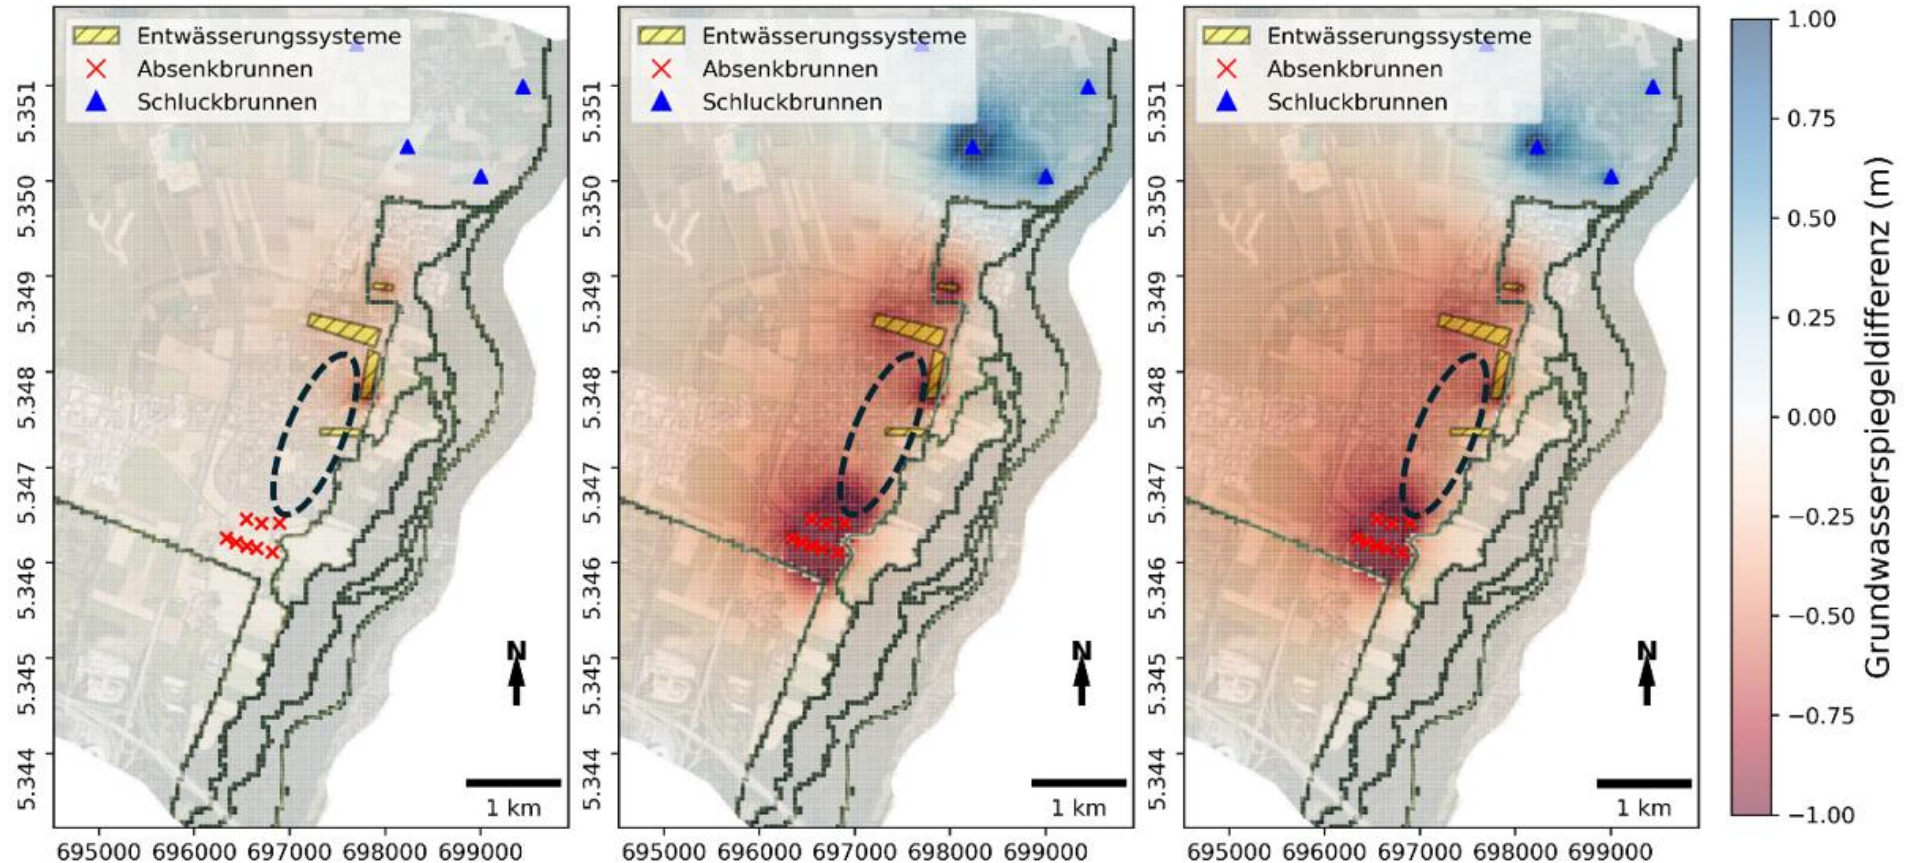 Entwässerungssysteme
Absenkbrunnen
Schluckbrunnen
5.351
5.350
5.349
5.348
5.347
5.346
5.345
5.344
N
1 km
695000 696000 697000 698000 699000
Entwässerungssysteme
Absenkbrunnen
Schluckbrunnen
5.351
5.350
5.349
5.348
5.347
5.346
5.345
5.344
N
1 km
695000 696000 697000 698000 699000
Entwässerungssysteme
Absenkbrunnen
Schluckbrunnen
5.351
5.350
5.349
5.348
5.347
5.346
5.345
5.344
N
1 km
695000 696000 697000 698000 699000
1.00
0.75
0.50
0.25
0.00
−0.25
−0.50
−0.75
−1.00
Grundwasserspiegeldifferenz (m)